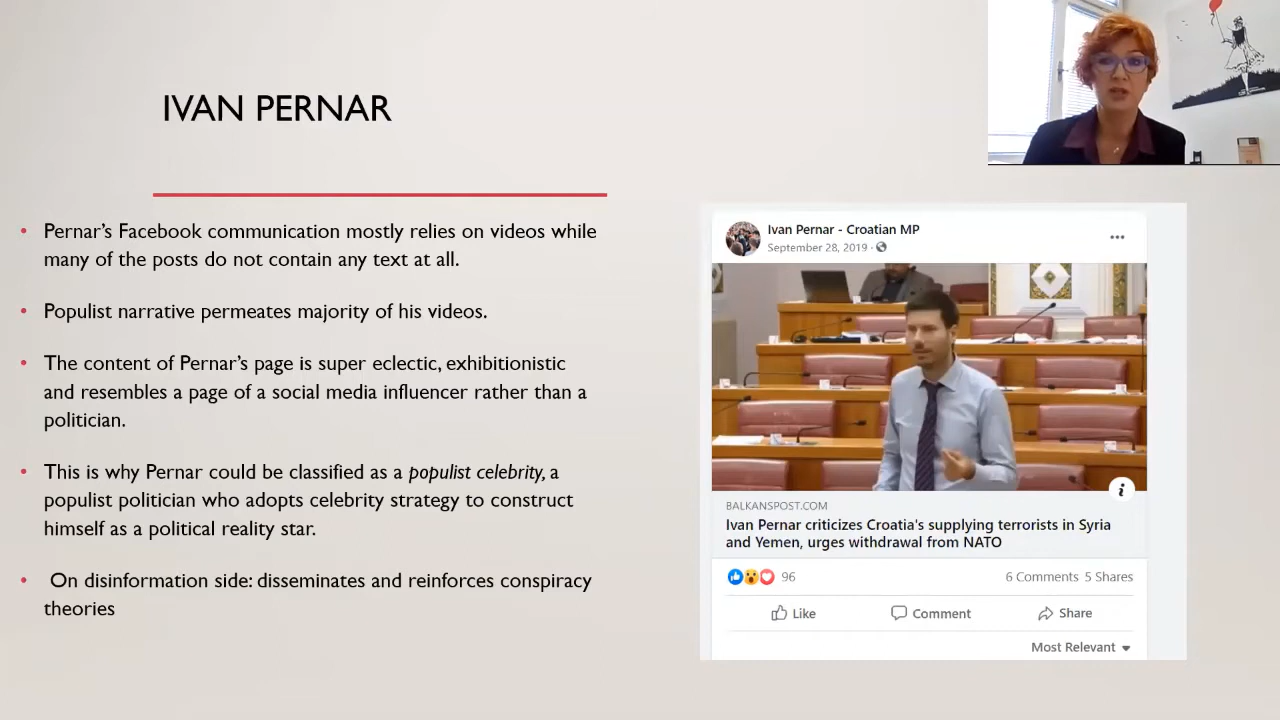 IVAN PERNAR
• Pernar's Facebook communication mostly relies on videos while
many of the posts do not contain any text at all.
• Populist narrative permeates majority of his videos.
• The content of Pernar's page is super eclectic, exhibitionistic
and resembles a page of a social media influencer rather than a
politician.
• This is why Pernar could be classified as a populist celebrity, a
populist politician who adopts celebrity strategy to construct
himself as a political reality star.
• On disinformation side: disseminates and reinforces conspiracy
theories
Ivan Pernar - Croatian MP
September 28, 2019 ·
BALKANSPOST.COM
Ivan Pernar criticizes Croatia's supplying terrorists in Syria
and Yemen, urges withdrawal from NATO
96
6 Comments 5 Shares
Like
Comment
Share
Most Relevant